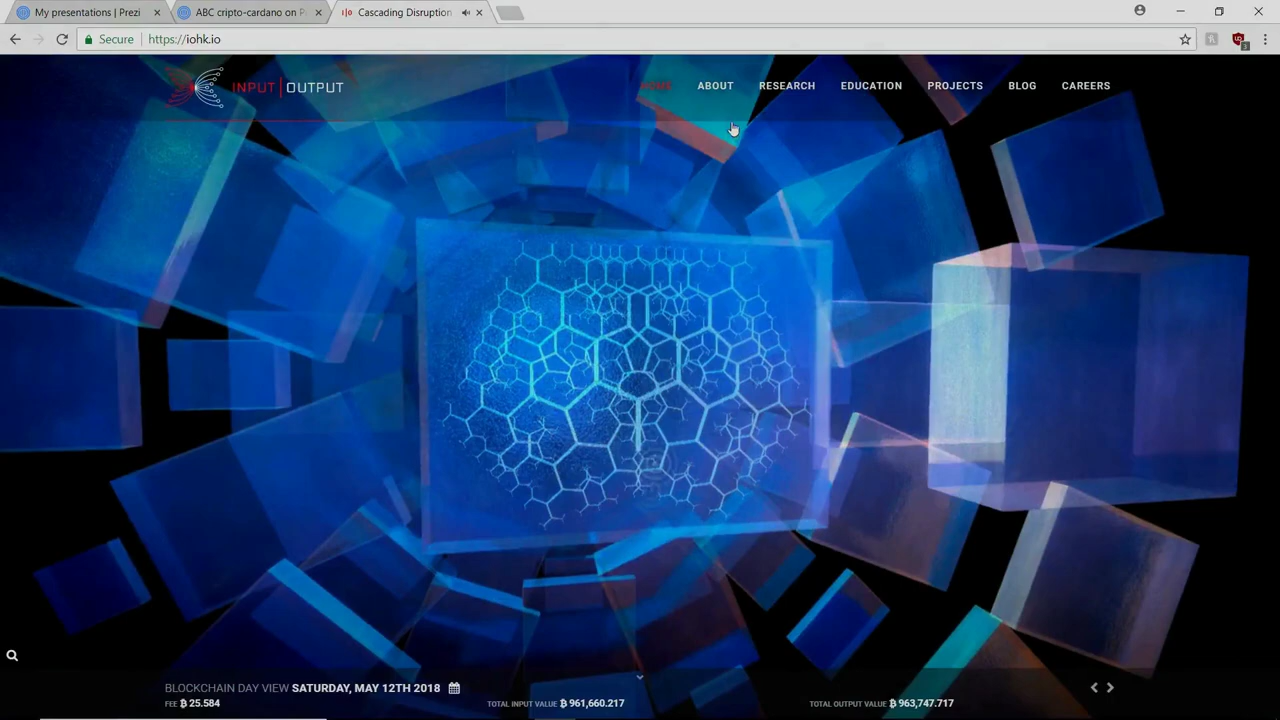 My presentations | Prezi
ABC cripto-cardano on P
Cascading Disruption
Secure
https://iohk.io
3
INPUT OUTPUT
HOME
ABOUT
RESEARCH
EDUCATION
PROJECTS
BLOG
CAREERS
BLOCKCHAIN DAY VIEW SATURDAY, MAY 12TH 2018
FEE ₿ 25.584
TOTAL INPUT VALUE ₿ 961,660.217
TOTAL OUTPUT VALUE ₿ 963,747.717